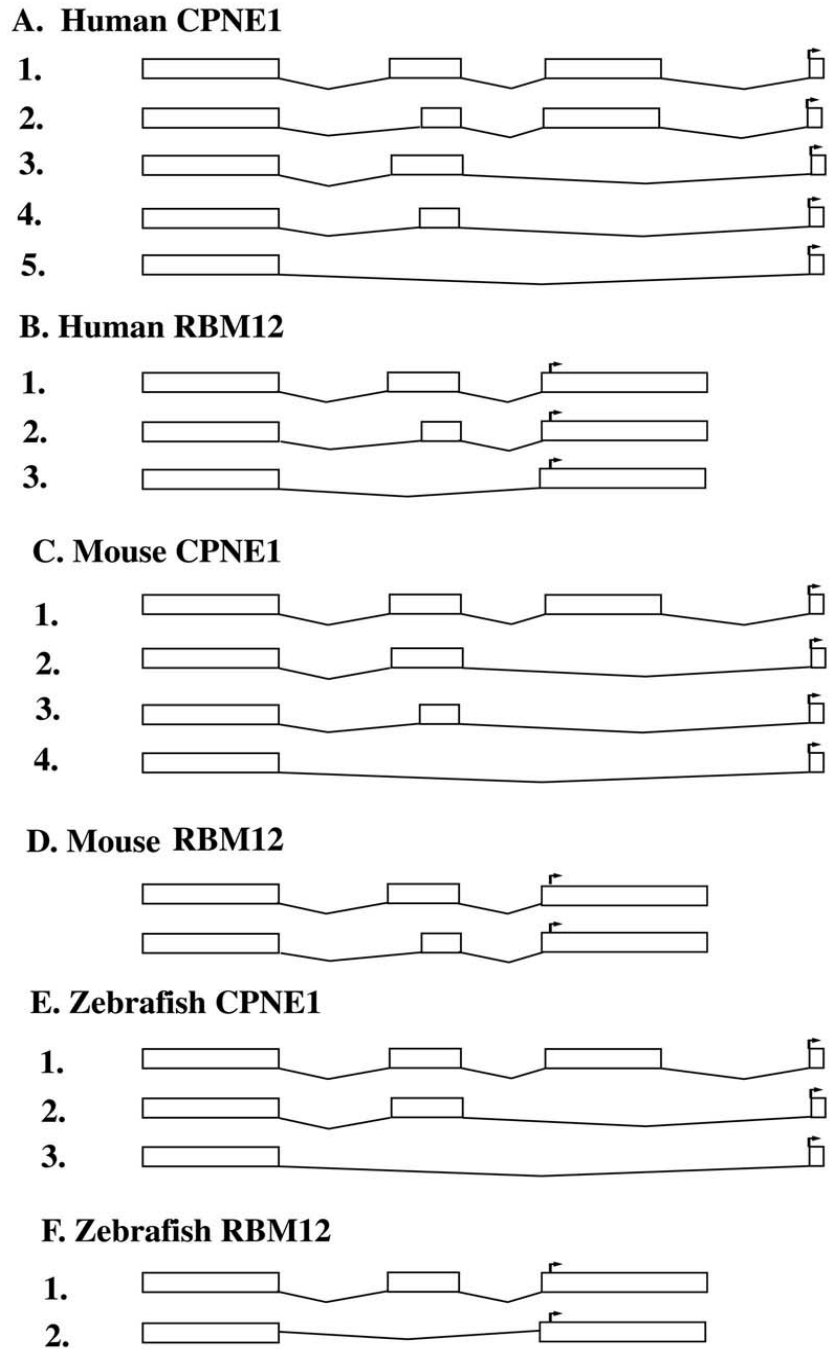 A. Human CPNE1
1.
2.
3.
4.
5.
B. Human RBM12
1.
2.
3.
C. Mouse CPNE1
1.
2.
3.
4.
D. Mouse RBM12
E. Zebrafish CPNE1
1.
2.
3.
F. Zebrafish RBM12
1.
2.